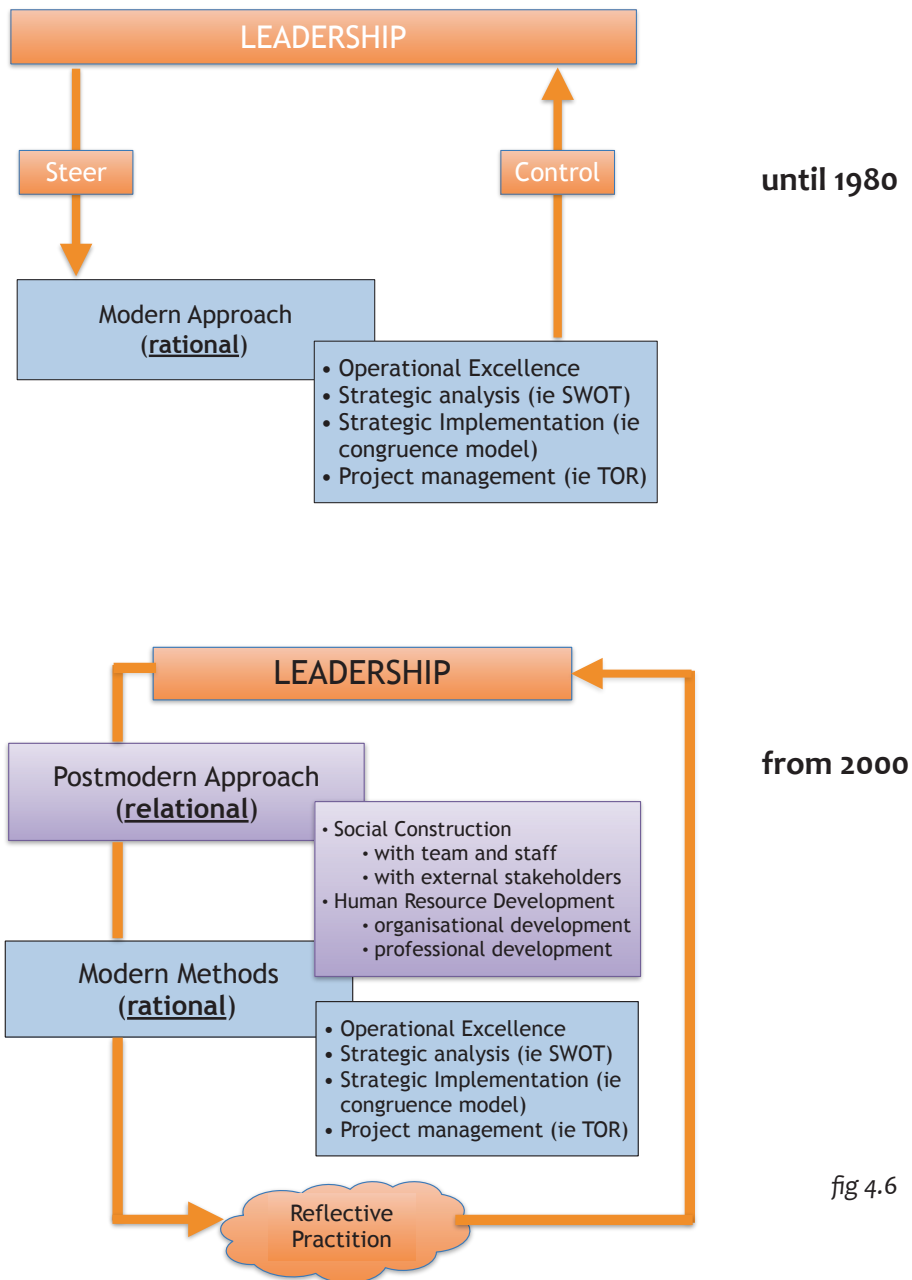 LEADERSHIP
Steer
Control
until 1980
Modern Approach
(rational)
• Operational Excellence
• Strategic analysis (ie SWOT)
• Strategic Implementation (ie
congruence model)
• Project management (ie TOR)
LEADERSHIP
from 2000
Postmodern Approach
(relational)
• Social Construction
• with team and staff
• with external stakeholders
• Human Resource Development
• organisational development
• professional development
Modern Methods
(rational)
• Operational Excellence
• Strategic analysis (ie SWOT)
• Strategic Implementation (ie
congruence model)
• Project management (ie TOR)
Reflective
Practition
fig 4.6